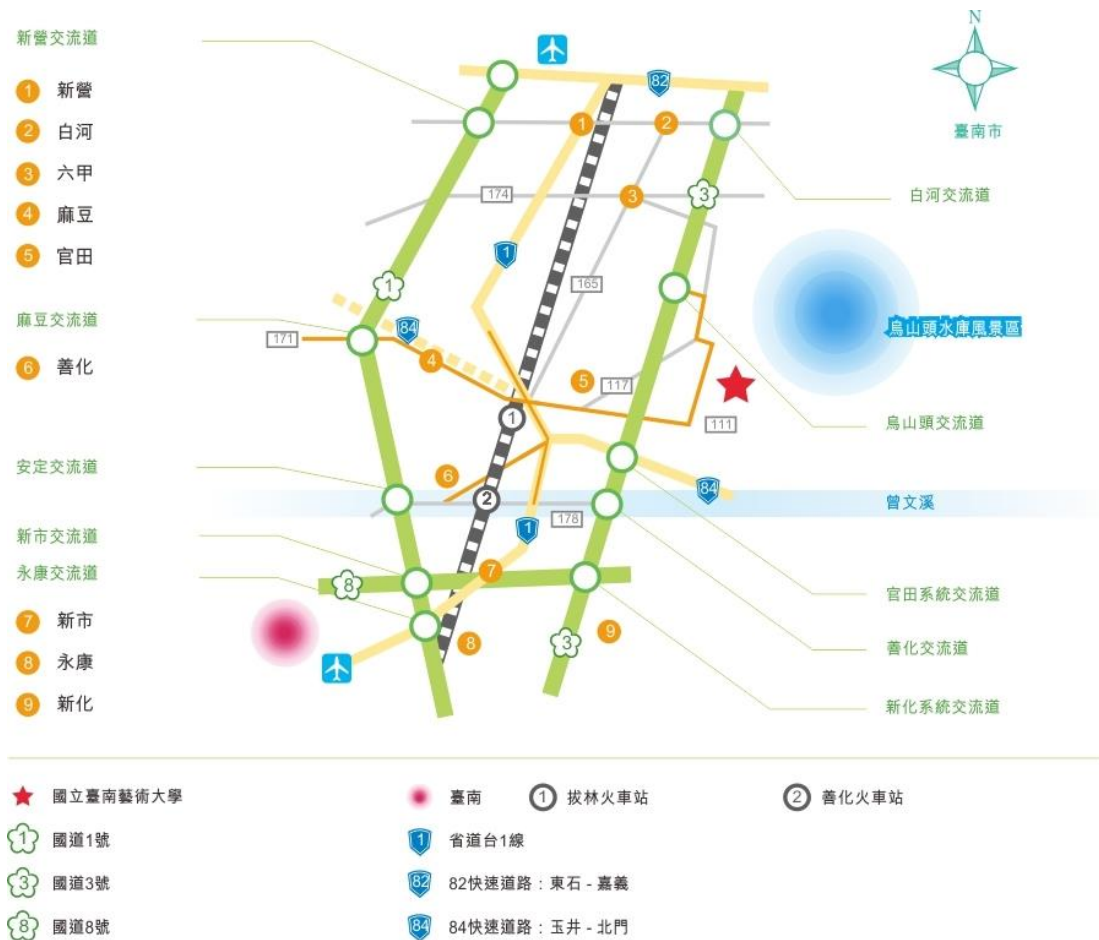 新營交流道
1 新營
2 白河
3 六甲
4 麻豆
5 官田
麻豆交流道
6 善化
安定交流道
新市交流道
永康交流道
7 新市
8 永康
9 新化
N
臺南市
82
1
2
白河交流道
174
3
3
1
1
165
烏山頭水庫風景區
84
171
4
5
117
1
111
烏山頭交流道
6
2
84
曾文溪
178
1
7
8
官田系統交流道
8
3
9
善化交流道
新化系統交流道
國立臺南藝術大學
臺南
1 拔林火車站
2 善化火車站
1 國道1號
1 省道台1線
3 國道3號
82 82快速道路：東石 - 嘉義
8 國道8號
84 84快速道路：玉井 - 北門